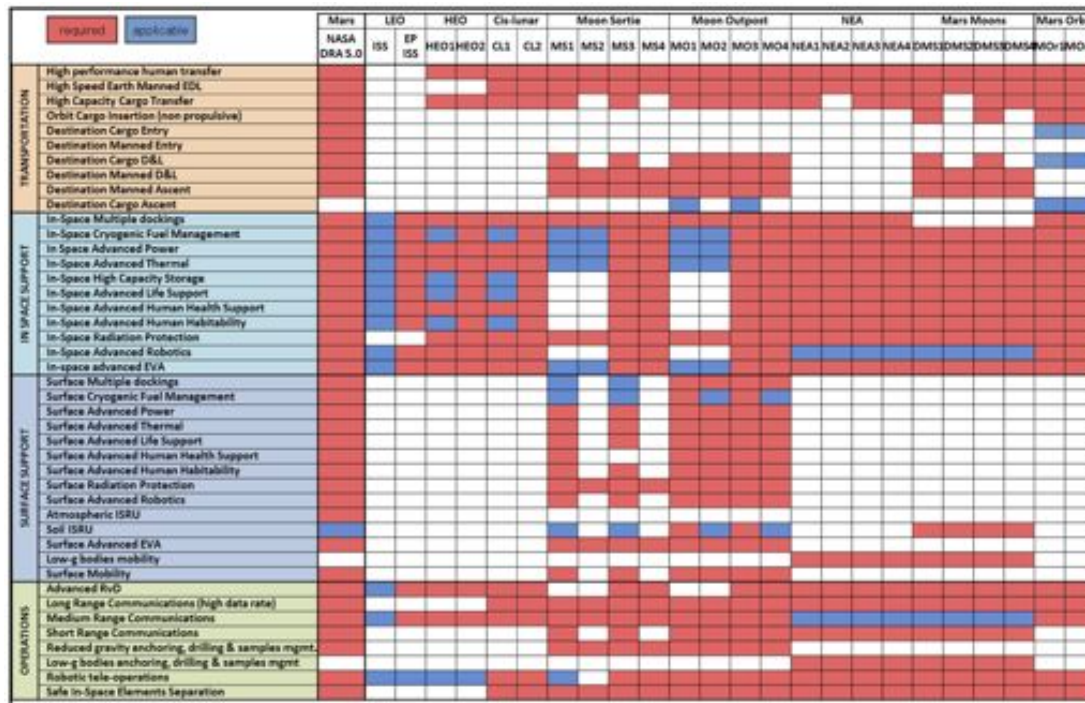 required applicable
Mars LEO HEO Cis-lunar Moon Sortie Moon Outpost NEA Mars Moons Mars Orb
NASA DRA 5.0 ISS EP ISS HEO1 HEO2 CL1 CL2 MS1 MS2 MS3 MS4 MO1 MO2 MO3 MO4 NEA1 NEA2 NEA3 NEA4 DMS1 DMS2 DMS3 DMS4 MOr1 MO
TRANSPORTATION
High performance human transfer
High Speed Earth Manned EDL
High Capacity Cargo Transfer
Orbit Cargo Insertion (non propulsive)
Destination Cargo Entry
Destination Manned Entry
Destination Cargo D&L
Destination Manned D&L
Destination Manned Ascent
Destination Cargo Ascent
IN SPACE SUPPORT
In-Space Multiple dockings
In-Space Cryogenic Fuel Management
In Space Advanced Power
In-Space Advanced Thermal
In-Space High Capacity Storage
In-Space Advanced Life Support
In-Space Advanced Human Health Support
In-Space Advanced Human Habitability
In-Space Radiation Protection
In-Space Advanced Robotics
In-space advanced EVA
SURFACE SUPPORT
Surface Multiple dockings
Surface Cryogenic Fuel Management
Surface Advanced Power
Surface Advanced Thermal
Surface Advanced Life Support
Surface Advanced Human Health Support
Surface Advanced Human Habitability
Surface Radiation Protection
Surface Advanced Robotics
Atmospheric ISRU
Soil ISRU
Surface Advanced EVA
Low-g bodies mobility
Surface Mobility
OPERATIONS
Advanced RvD
Long Range Communications (high data rate)
Medium Range Communications
Short Range Communications
Reduced gravity anchoring, drilling & samples mgmt.
Low-g bodies anchoring, drilling & samples mgmt
Robotic tele-operations
Safe In-Space Elements Separation